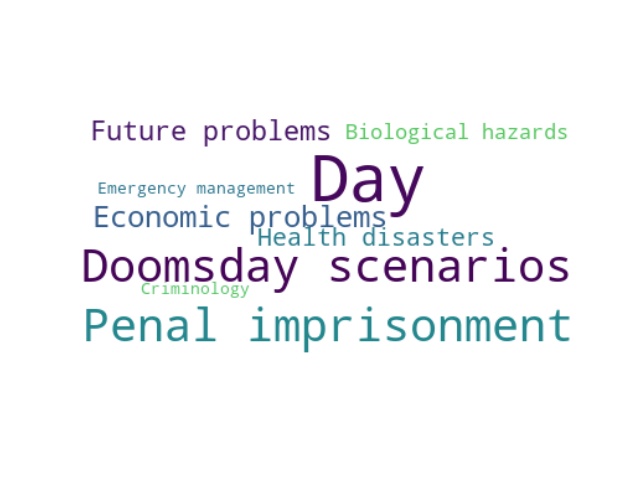 Future problems Biological hazards
Day
Emergency management
Economic problems
Health disasters
Doomsday scenarios
Criminology
Penal imprisonment